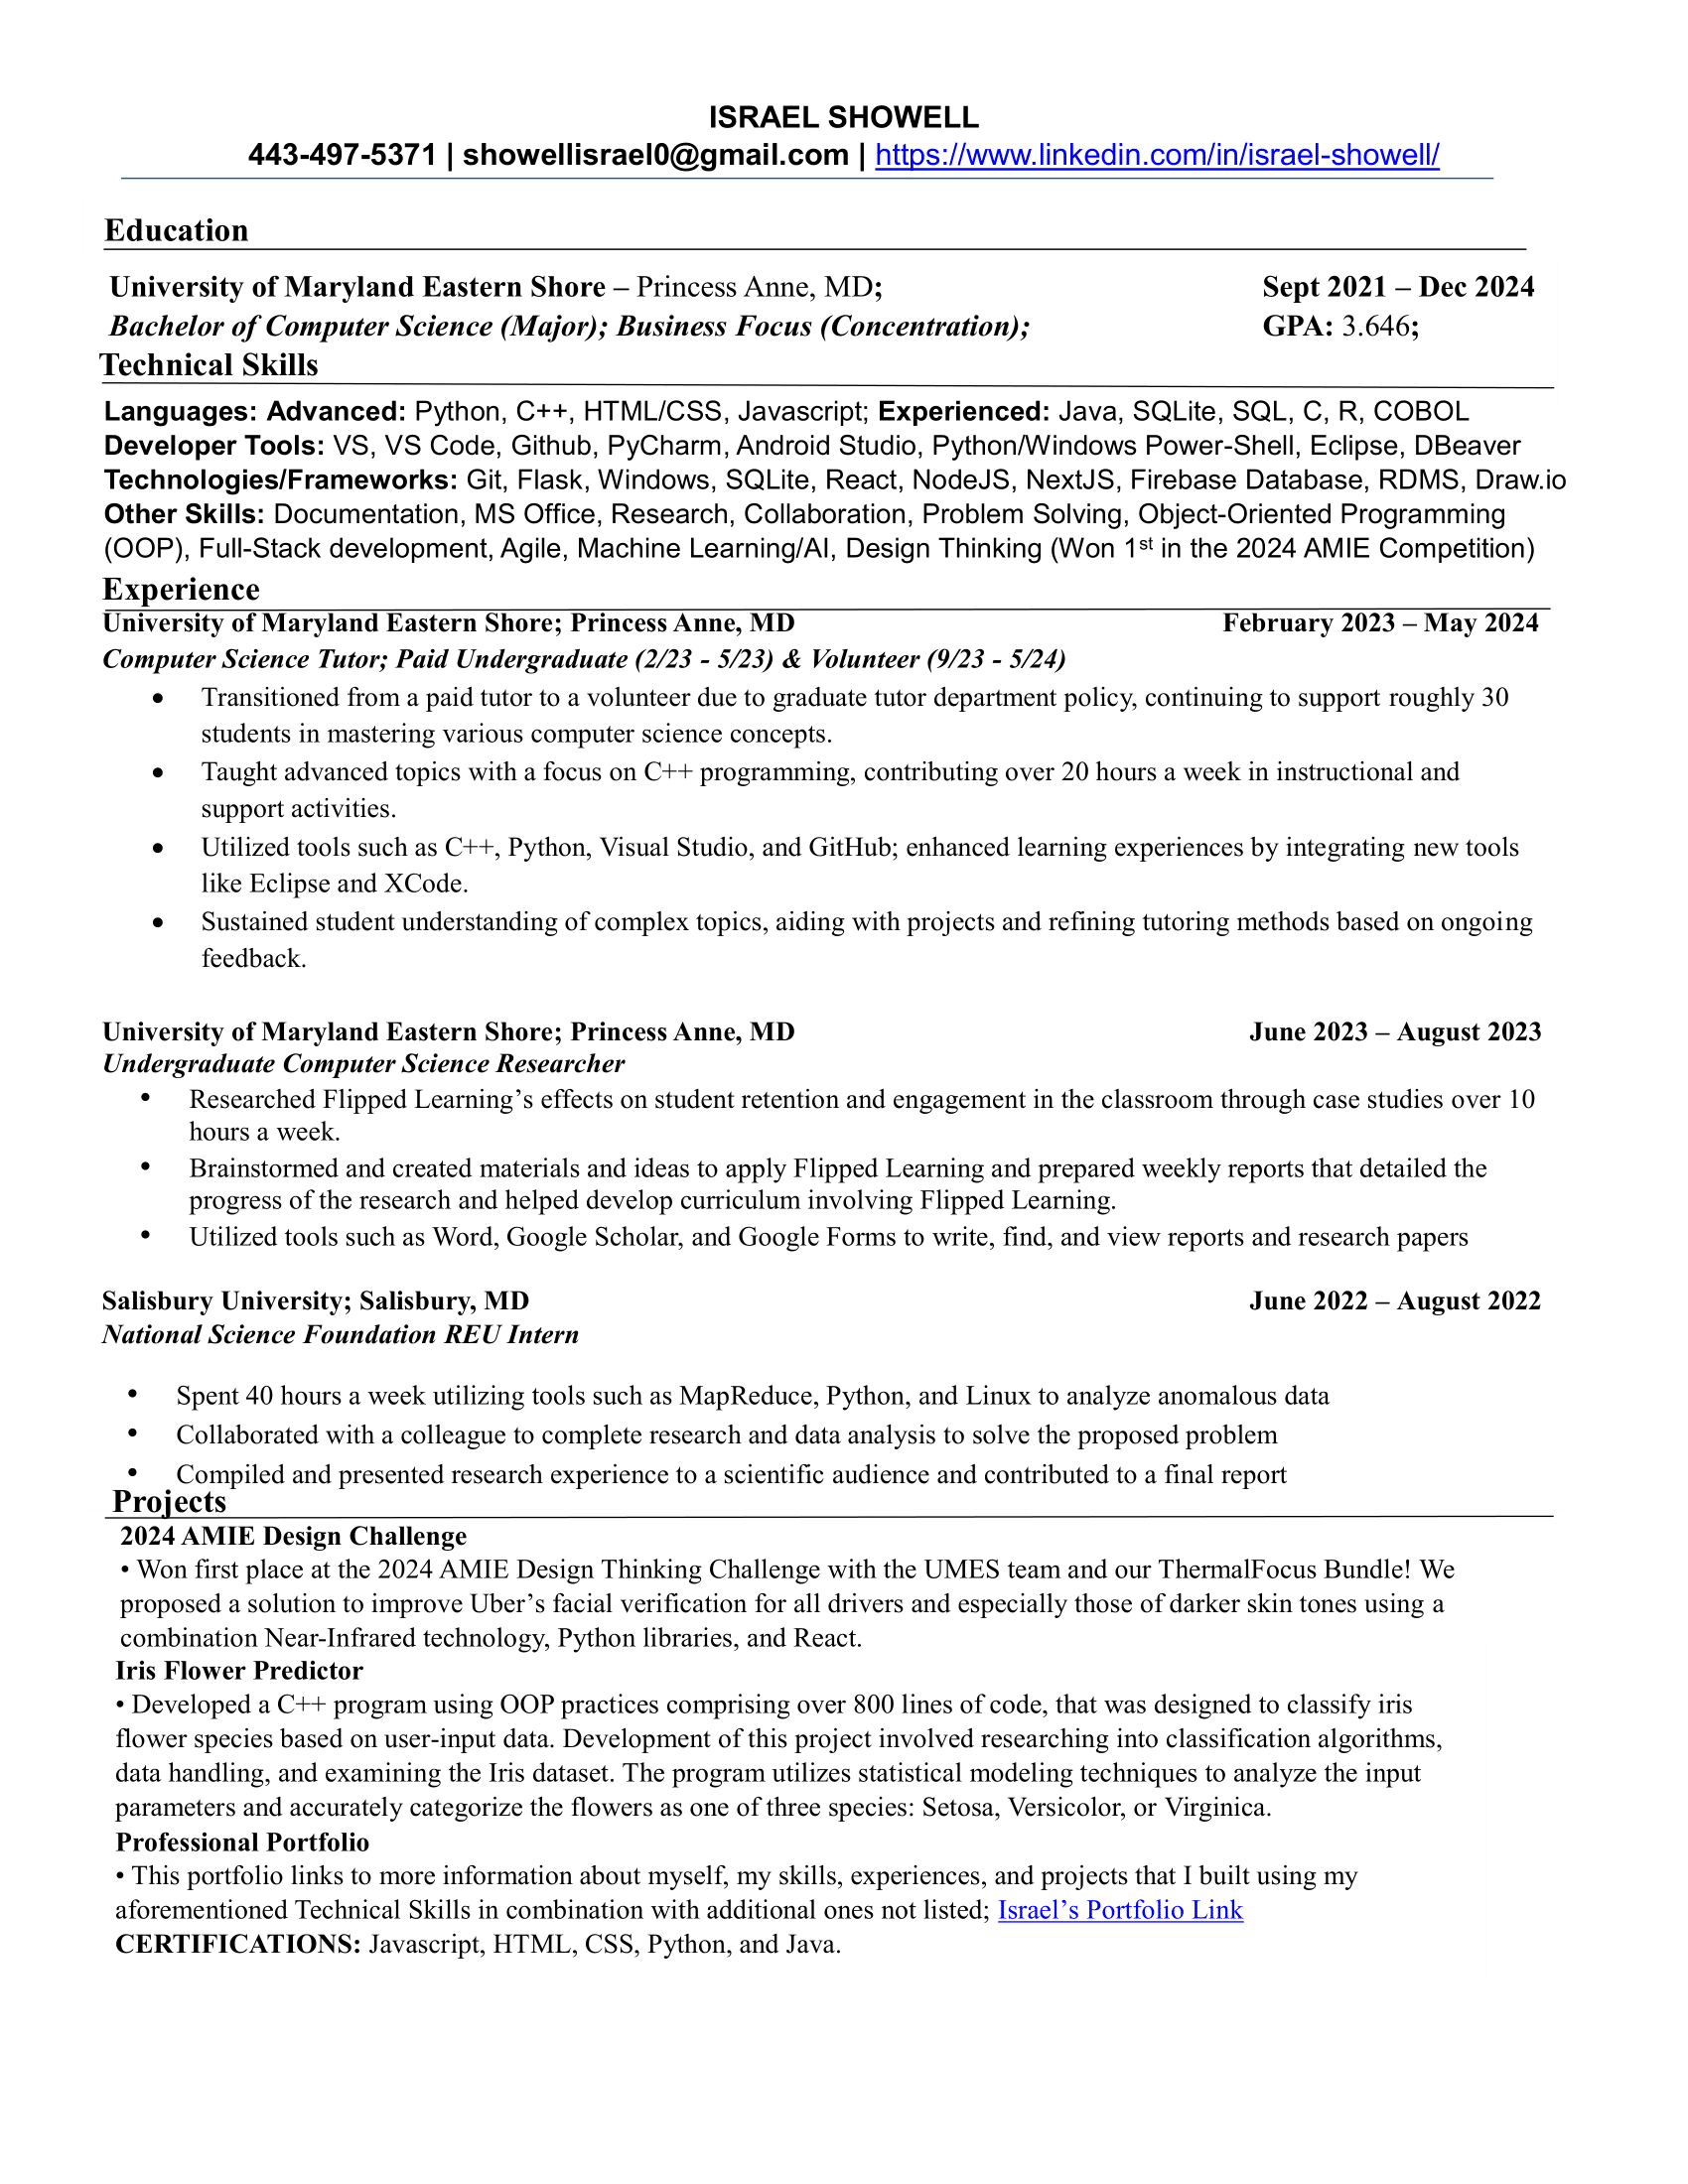 ISRAEL SHOWELL
443-497-5371 | showellisrael0@gmail.com | https://www.linkedin.com/in/israel-showell/
Education
University of Maryland Eastern Shore – Princess Anne, MD; Sept 2021 – Dec 2024
Bachelor of Computer Science (Major); Business Focus (Concentration); GPA: 3.646;
Technical Skills
Languages: Advanced: Python, C++, HTML/CSS, Javascript; Experienced: Java, SQLite, SQL, C, R, COBOL
Developer Tools: VS, VS Code, Github, PyCharm, Android Studio, Python/Windows Power-Shell, Eclipse, DBeaver
Technologies/Frameworks: Git, Flask, Windows, SQLite, React, NodeJS, NextJS, Firebase Database, RDMS, Draw.io
Other Skills: Documentation, MS Office, Research, Collaboration, Problem Solving, Object-Oriented Programming
(OOP), Full-Stack development, Agile, Machine Learning/AI, Design Thinking (Won 1st in the 2024 AMIE Competition)
Experience
University of Maryland Eastern Shore; Princess Anne, MD February 2023 – May 2024
Computer Science Tutor; Paid Undergraduate (2/23 - 5/23) & Volunteer (9/23 - 5/24)
• Transitioned from a paid tutor to a volunteer due to graduate tutor department policy, continuing to support roughly 30
students in mastering various computer science concepts.
• Taught advanced topics with a focus on C++ programming, contributing over 20 hours a week in instructional and
support activities.
• Utilized tools such as C++, Python, Visual Studio, and GitHub; enhanced learning experiences by integrating new tools
like Eclipse and XCode.
• Sustained student understanding of complex topics, aiding with projects and refining tutoring methods based on ongoing
feedback.
University of Maryland Eastern Shore; Princess Anne, MD June 2023 – August 2023
Undergraduate Computer Science Researcher
• Researched Flipped Learning’s effects on student retention and engagement in the classroom through case studies over 10
hours a week.
• Brainstormed and created materials and ideas to apply Flipped Learning and prepared weekly reports that detailed the
progress of the research and helped develop curriculum involving Flipped Learning.
• Utilized tools such as Word, Google Scholar, and Google Forms to write, find, and view reports and research papers
Salisbury University; Salisbury, MD June 2022 – August 2022
National Science Foundation REU Intern
• Spent 40 hours a week utilizing tools such as MapReduce, Python, and Linux to analyze anomalous data
• Collaborated with a colleague to complete research and data analysis to solve the proposed problem
• Compiled and presented research experience to a scientific audience and contributed to a final report
Projects
2024 AMIE Design Challenge
• Won first place at the 2024 AMIE Design Thinking Challenge with the UMES team and our ThermalFocus Bundle! We
proposed a solution to improve Uber’s facial verification for all drivers and especially those of darker skin tones using a
combination Near-Infrared technology, Python libraries, and React.
Iris Flower Predictor
• Developed a C++ program using OOP practices comprising over 800 lines of code, that was designed to classify iris
flower species based on user-input data. Development of this project involved researching into classification algorithms,
data handling, and examining the Iris dataset. The program utilizes statistical modeling techniques to analyze the input
parameters and accurately categorize the flowers as one of three species: Setosa, Versicolor, or Virginica.
Professional Portfolio
• This portfolio links to more information about myself, my skills, experiences, and projects that I built using my
aforementioned Technical Skills in combination with additional ones not listed; Israel’s Portfolio Link
CERTIFICATIONS: Javascript, HTML, CSS, Python, and Java.